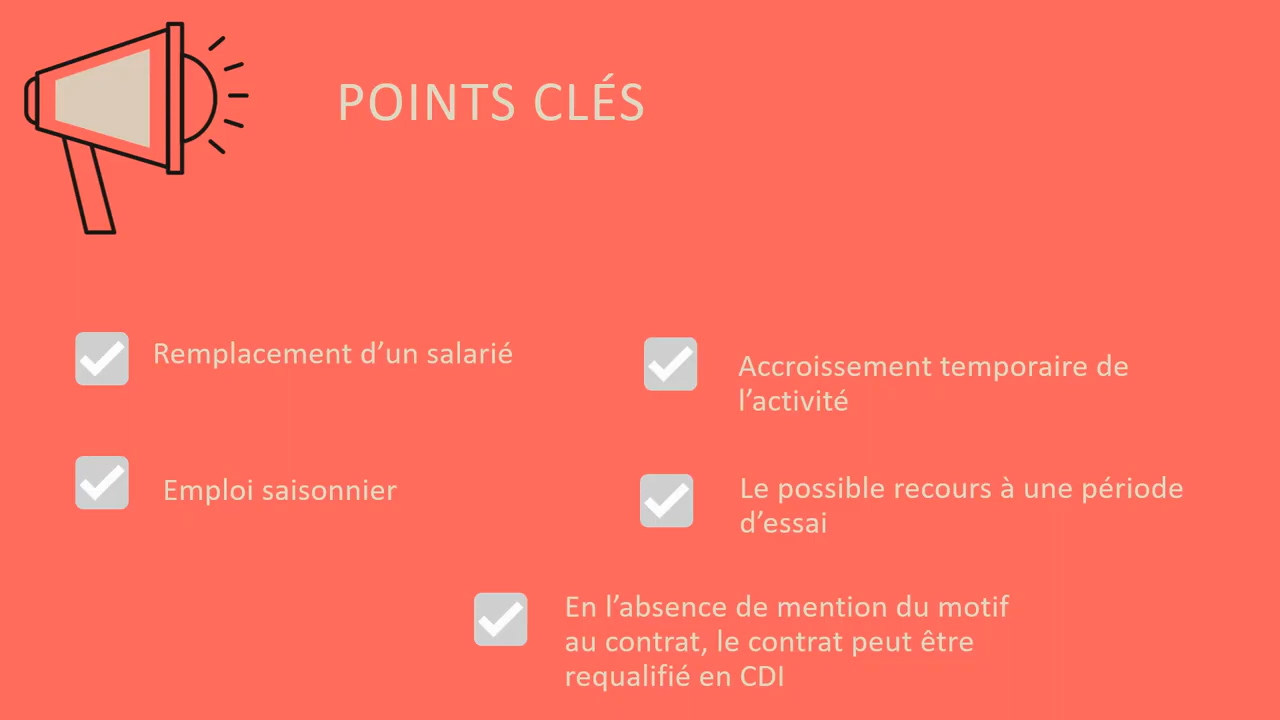 POINTS CLÉS
Remplacement d’un salarié
Accroissement temporaire de
l’activité
Emploi saisonnier
Le possible recours à une période
d’essai
En l’absence de mention du motif
au contrat, le contrat peut être
requalifié en CDI